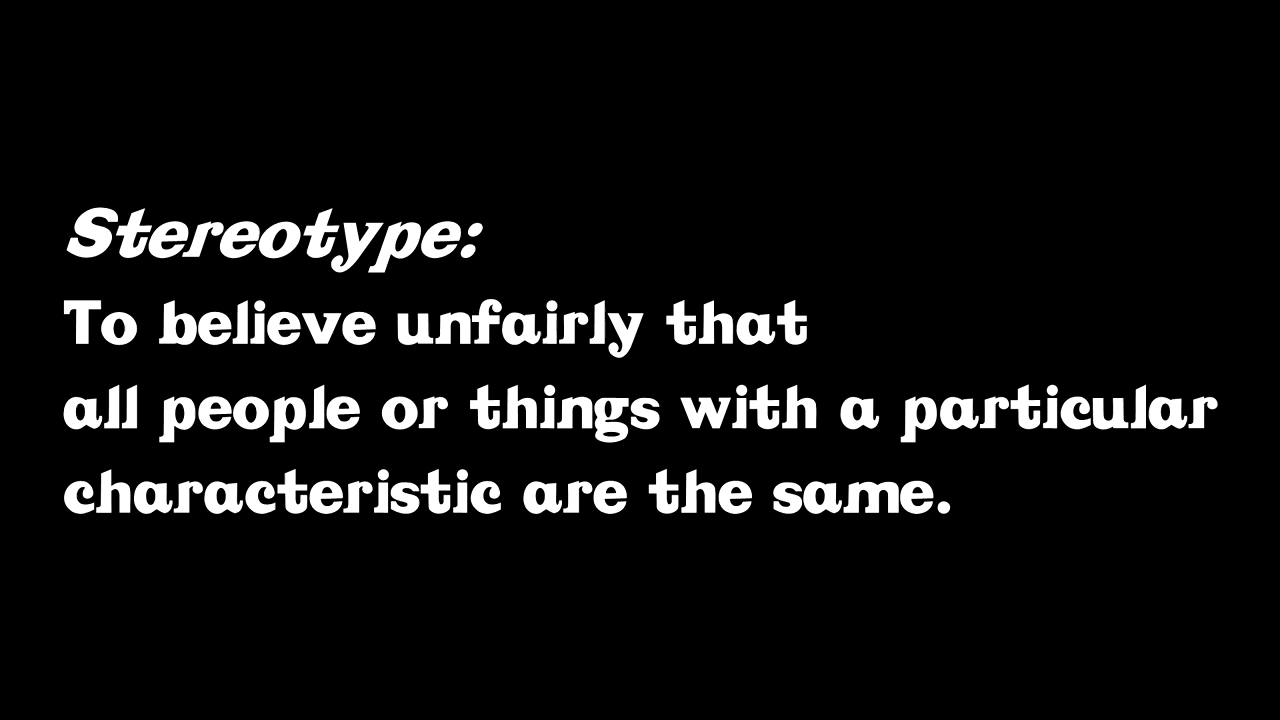 Stereotype:
To believe unfairly that
all people or things with a particular
characteristic are the same.